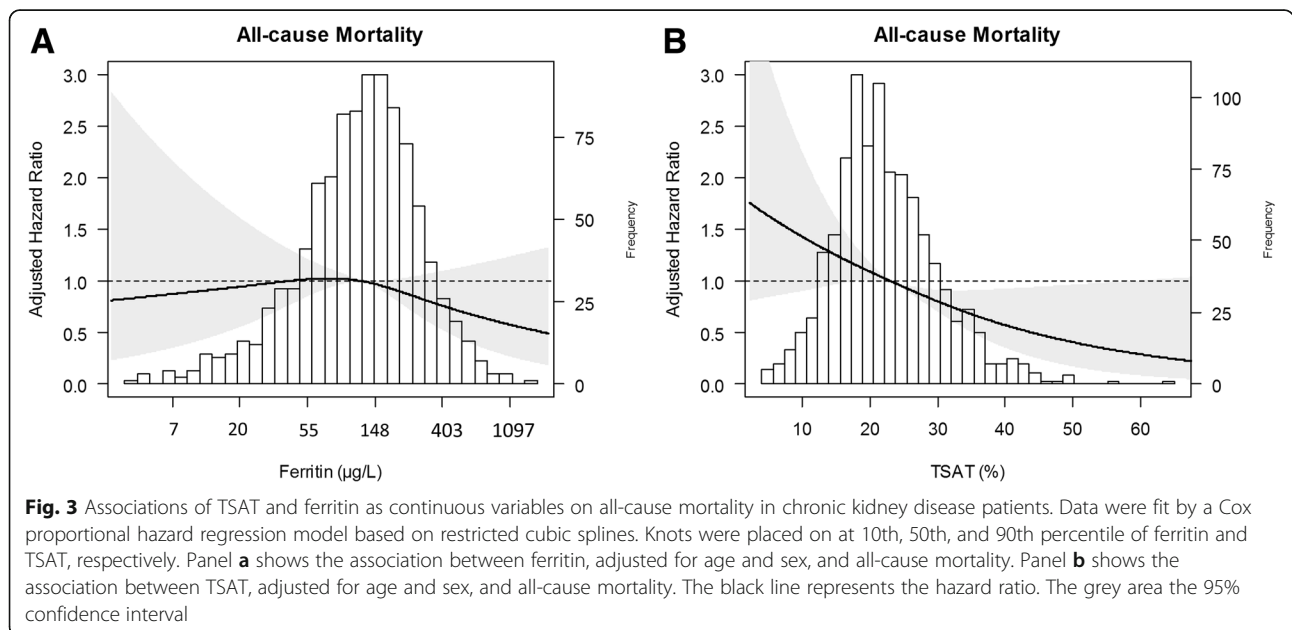 A
All-cause Mortality
3.0
2.5
2.0
1.5
1.0
0.5
0.0
Adjusted Hazard Ratio
75
50
25
0
Frequency
7 20 55 148 403 1097
Ferritin (µg/L)
B
All-cause Mortality
3.0
2.5
2.0
1.5
1.0
0.5
0.0
Adjusted Hazard Ratio
100
75
50
25
0
Frequency
10 20 30 40 50 60
TSAT (%)
Fig. 3 Associations of TSAT and ferritin as continuous variables on all-cause mortality in chronic kidney disease patients. Data were fit by a Cox
proportional hazard regression model based on restricted cubic splines. Knots were placed on at 10th, 50th, and 90th percentile of ferritin and
TSAT, respectively. Panel a shows the association between ferritin, adjusted for age and sex, and all-cause mortality. Panel b shows the
association between TSAT, adjusted for age and sex, and all-cause mortality. The black line represents the hazard ratio. The grey area the 95%
confidence interval